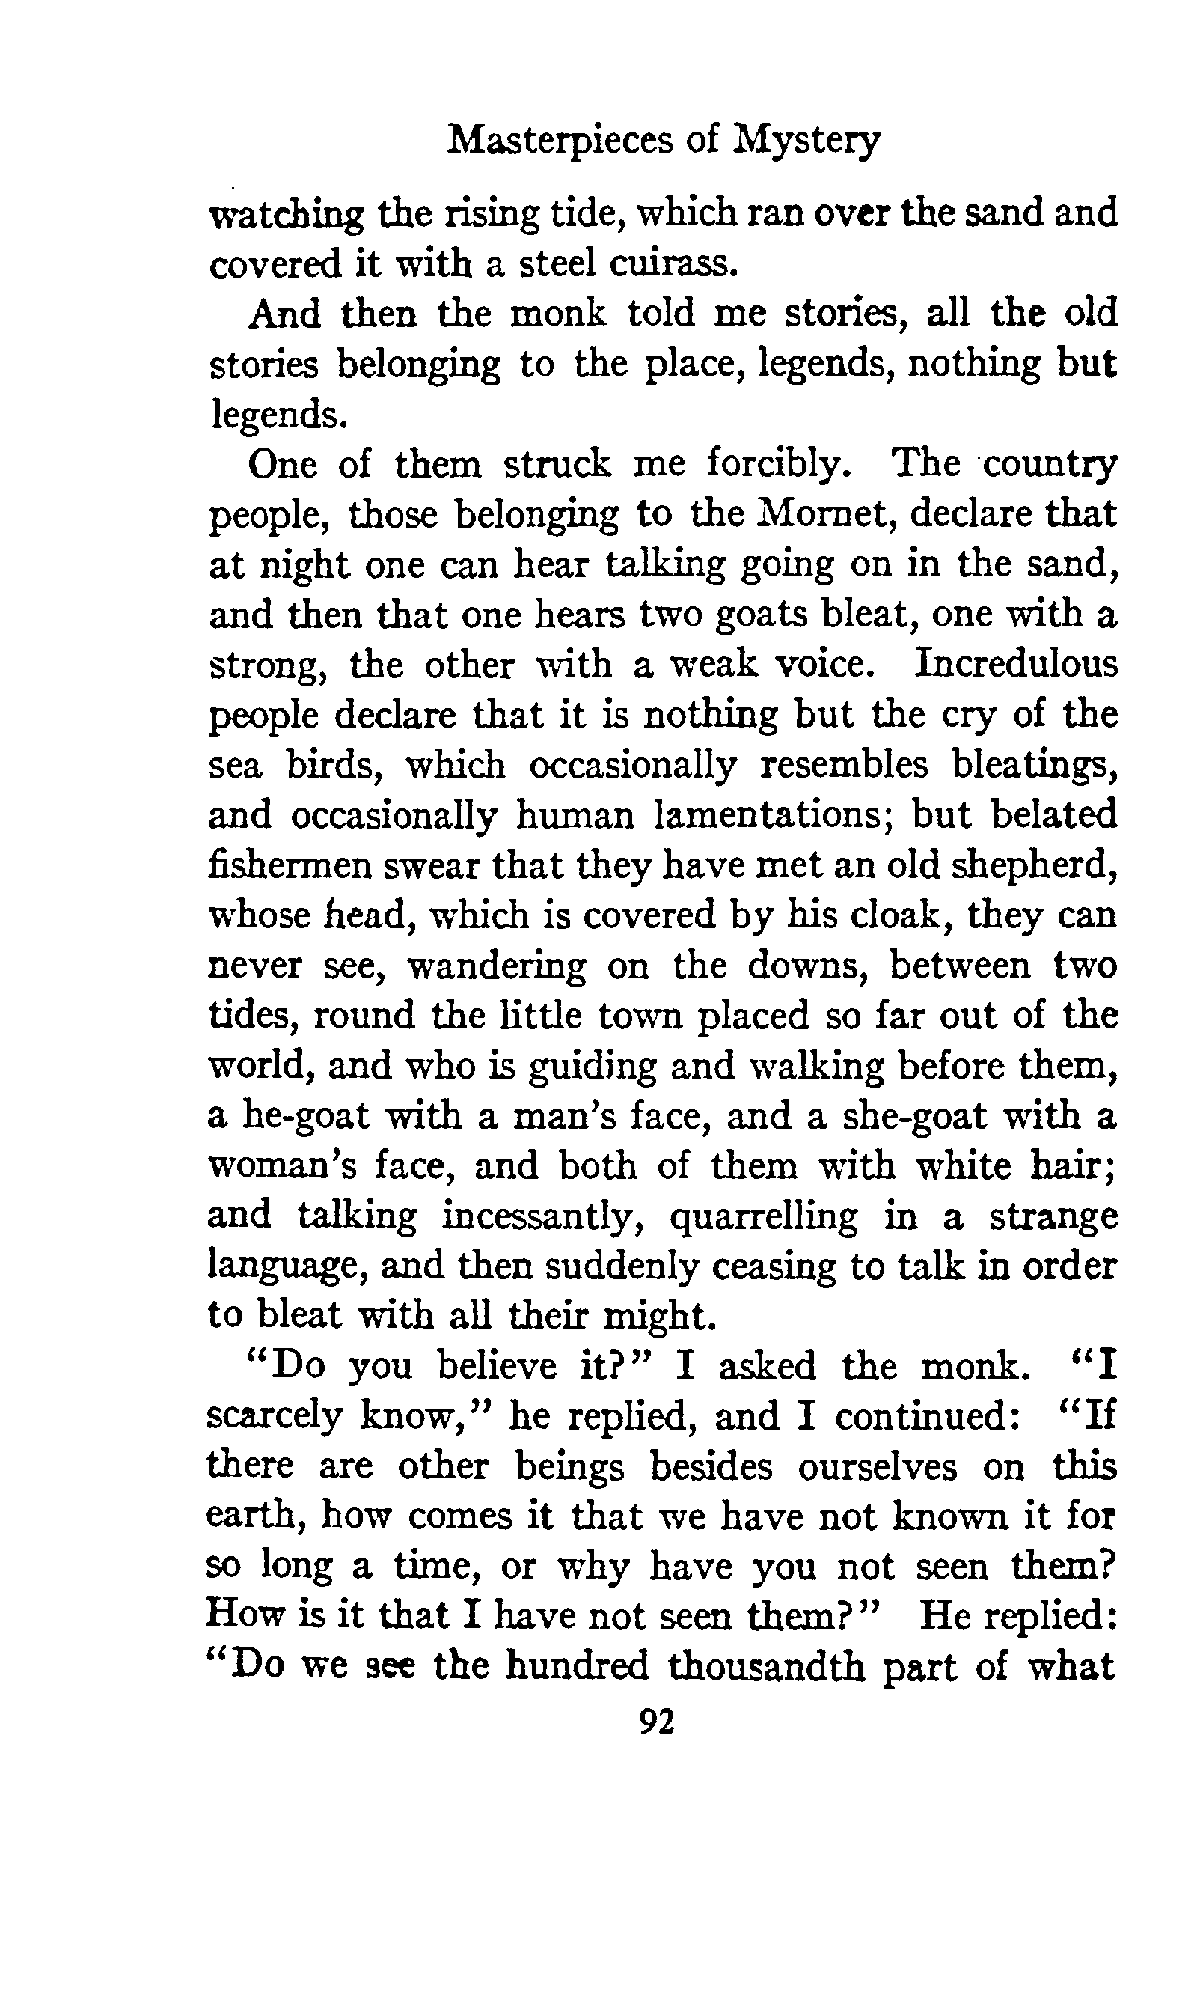 Masterpieces of Mystery
watching the rising tide, which ran over the sand and
covered it with a steel cuirass.
And then the monk told me stories, all the old
stories belonging to the place, legends, nothing but
legends.
One of them struck me forcibly. The country
people, those belonging to the Mornet, declare that
at night one can hear talking going on in the sand,
and then that one hears two goats bleat, one with a
strong, the other with a weak voice. Incredulous
people declare that it is nothing but the cry of the
sea birds, which occasionally resembles bleatings,
and occasionally human lamentations; but belated
fishermen swear that they have met an old shepherd,
whose head, which is covered by his cloak, they can
never see, wandering on the downs, between two
tides, round the little town placed so far out of the
world, and who is guiding and walking before them,
a he-goat with a man's face, and a she-goat with a
woman's face, and both of them with white hair;
and talking incessantly, quarrelling in a strange
language, and then suddenly ceasing to talk in order
to bleat with all their might.
"Do you believe it?" I asked the monk. "I
scarcely know," he replied, and I continued: "If
there are other beings besides ourselves on this
earth, how comes it that we have not known it for
so long a time, or why have you not seen them?
How is it that I have not seen them?" He replied:
"Do we see the hundred thousandth part of what
92